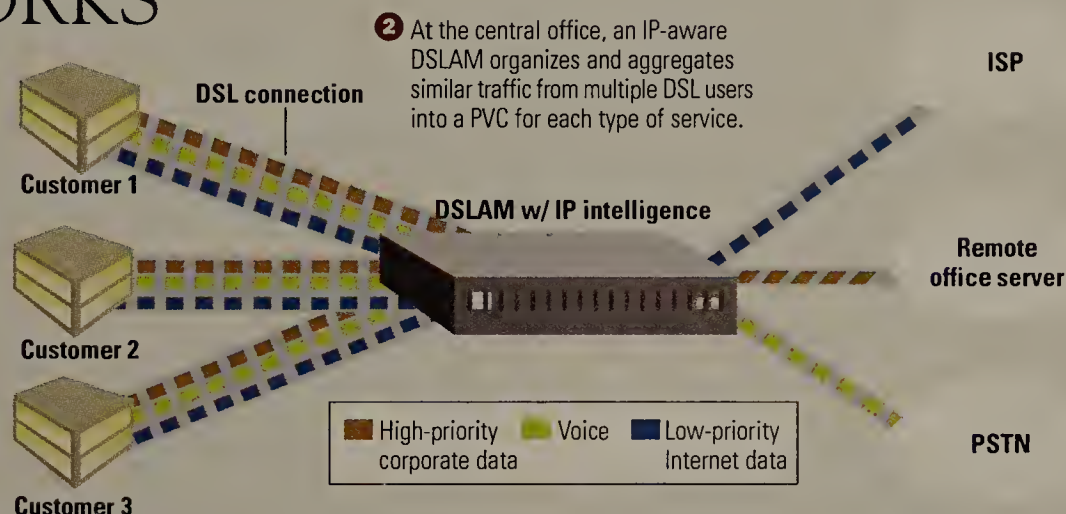 ORKS
2 At the central office, an IP-aware
DSLAM organizes and aggregates
similar traffic from multiple DSL users
into a PVC for each type of service.
ISP
DSL connection
Customer 1
DSLAM w/ IP intelligence
Remote
office server
Customer 2
High-priority
corporate data
Voice
Low-priority
Internet data
PSTN
Customer 3